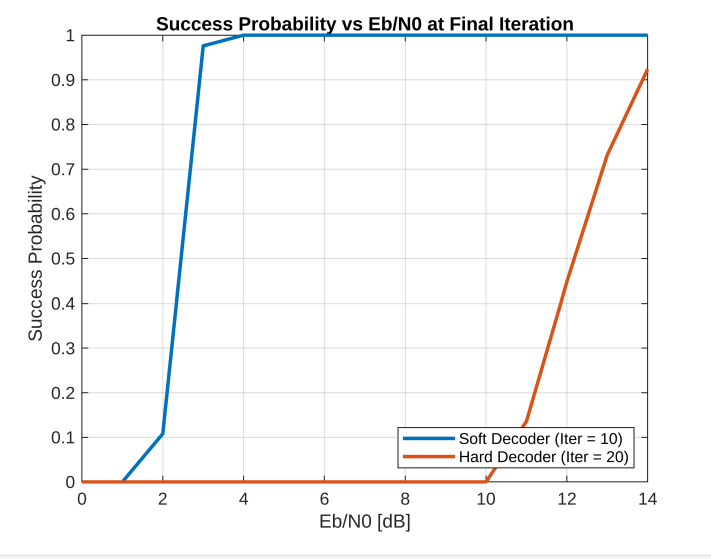 Success Probability vs Eb/N0 at Final Iteration
1
0.9
0.8
0.7
0.6
0.5
0.4
0.3
0.2
0.1
0
Success Probability
Soft Decoder (Iter = 10)
Hard Decoder (Iter = 20)
0 2 4 6 8 10 12 14
Eb/N0 [dB]